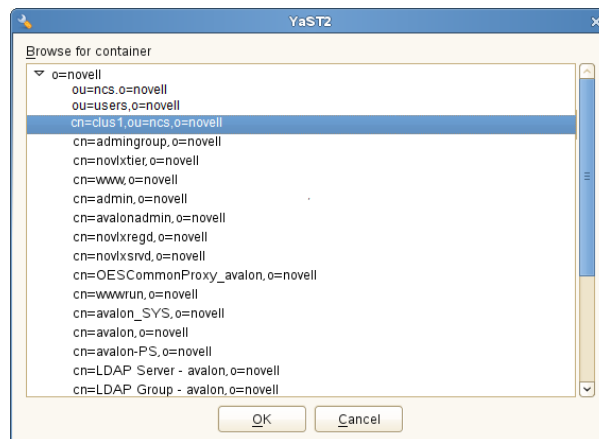 YaST2
Browse for container
o=novell
ou=ncs.o=novell
ou=users,o=novell
cn=clus1,ou=ncs,o=novell
cn=admingroup,o=novell
cn=novlxtier,o=novell
cn=www,o=novell
cn=admin,o=novell
cn=avalonadmin,o=novell
cn=novlxregd,o=novell
cn=novlxsrvd,o=novell
cn=OESCommonProxy_avalon,o=novell
cn=wwwrun,o=novell
cn=avalon_SYS,o=novell
cn=avalon,o=novell
cn=avalon-PS,o=novell
cn=LDAP Server - avalon,o=novell
cn=LDAP Group - avalon,o=novell
OK Cancel